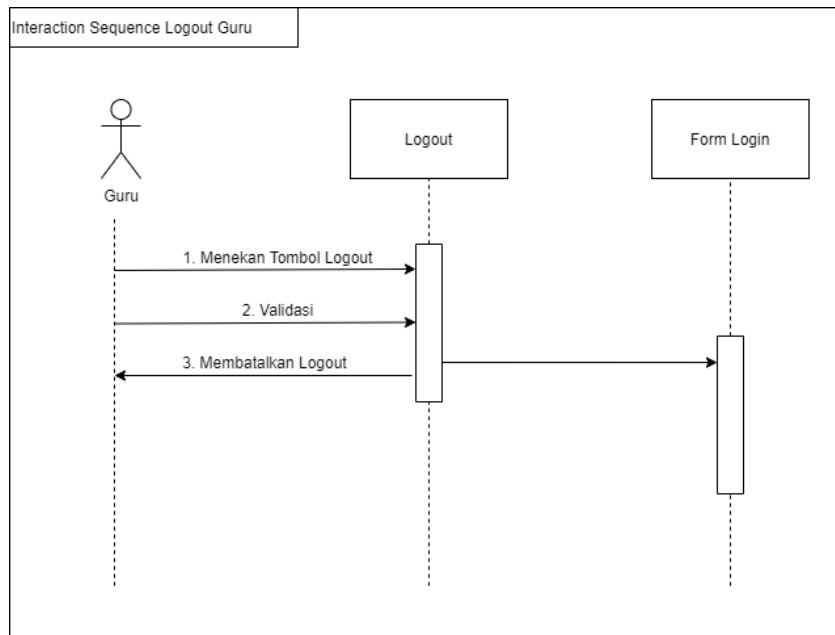 Interaction Sequence Logout Guru
Logout
Form Login
Guru
1. Menekan Tombol Logout
2. Validasi
3. Membatalkan Logout